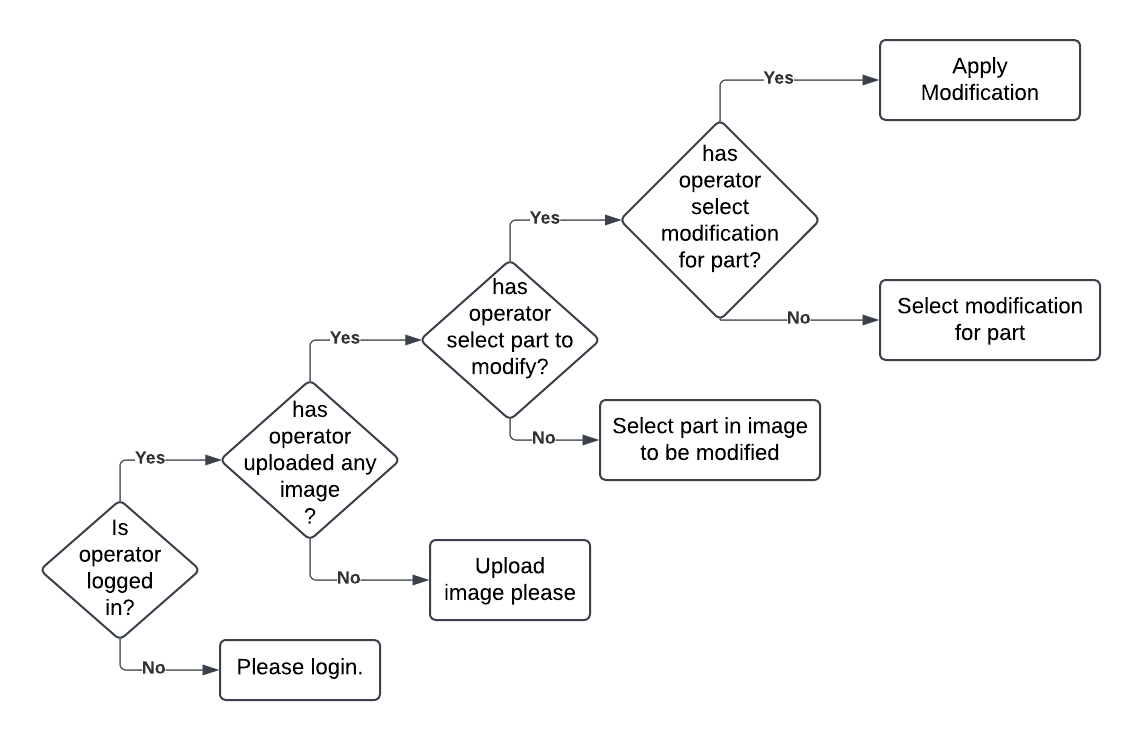 Yes
Apply
Modification
has
operator
select
modification
for part?
Yes
No
Select modification
for part
has
operator
select part to
modify?
Yes
No
Select part in image
to be modified
has
operator
uploaded any
image
?
Yes
No
Upload
image please
Is
operator
logged
in?
No
Please login.